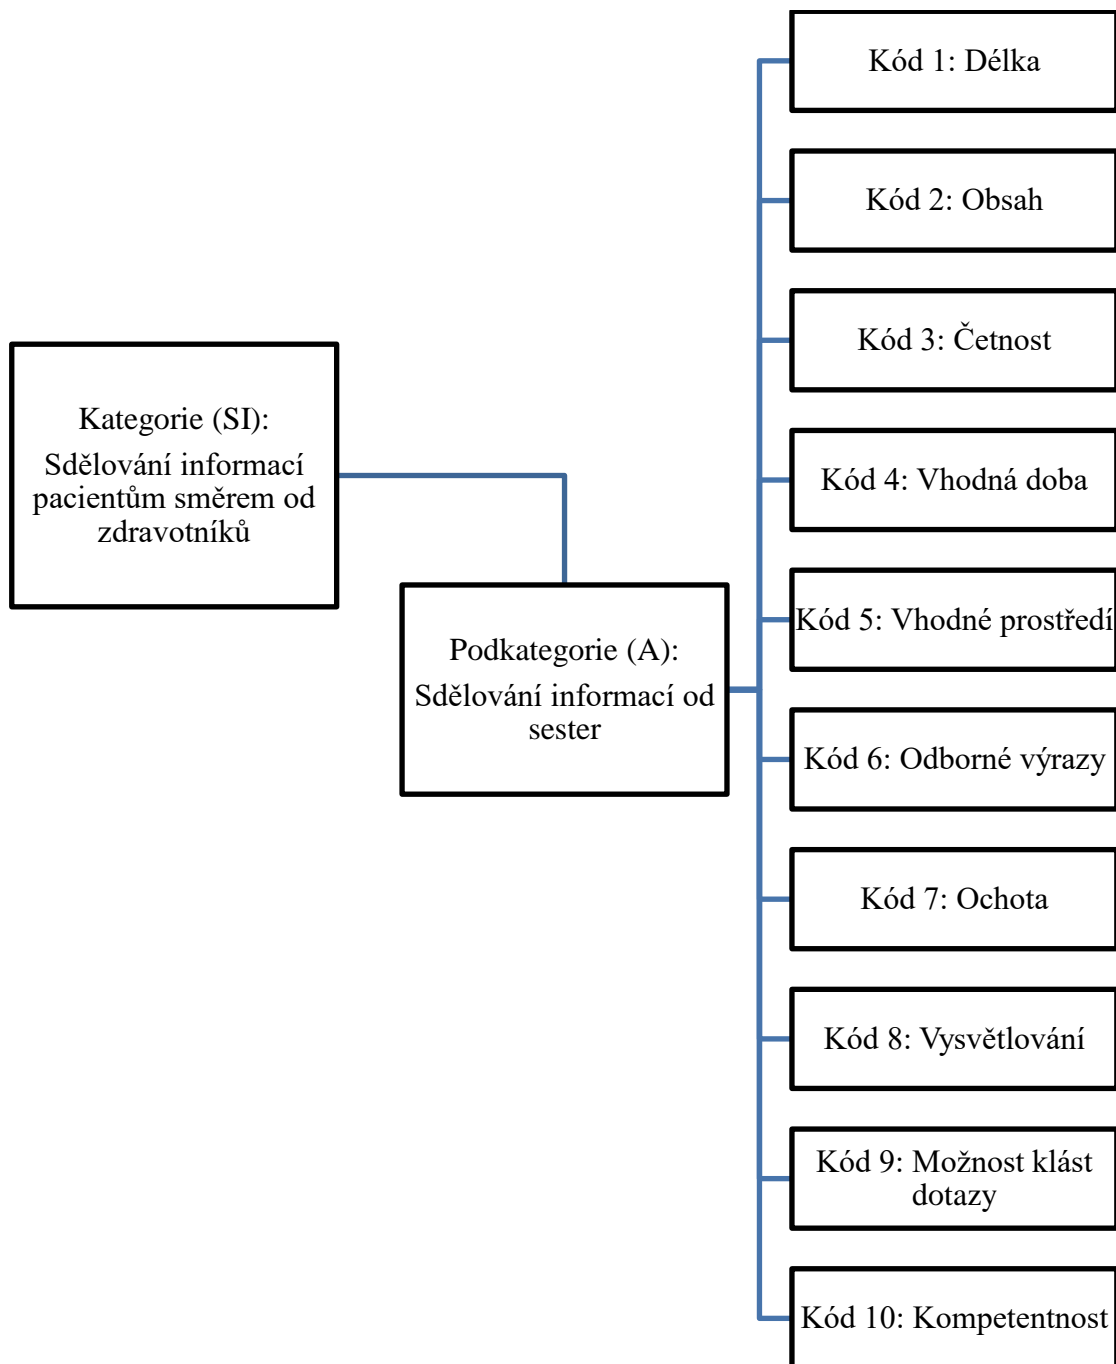 Kategorie (SI):
Sdělování informací
pacientům směrem od
zdravotníků
Podkategorie (A):
Sdělování informací od
sester
Kód 1: Délka
Kód 2: Obsah
Kód 3: Četnost
Kód 4: Vhodná doba
Kód 5: Vhodné prostředí
Kód 6: Odborné výrazy
Kód 7: Ochota
Kód 8: Vysvětlování
Kód 9: Možnost klást
dotazy
Kód 10: Kompetentnost